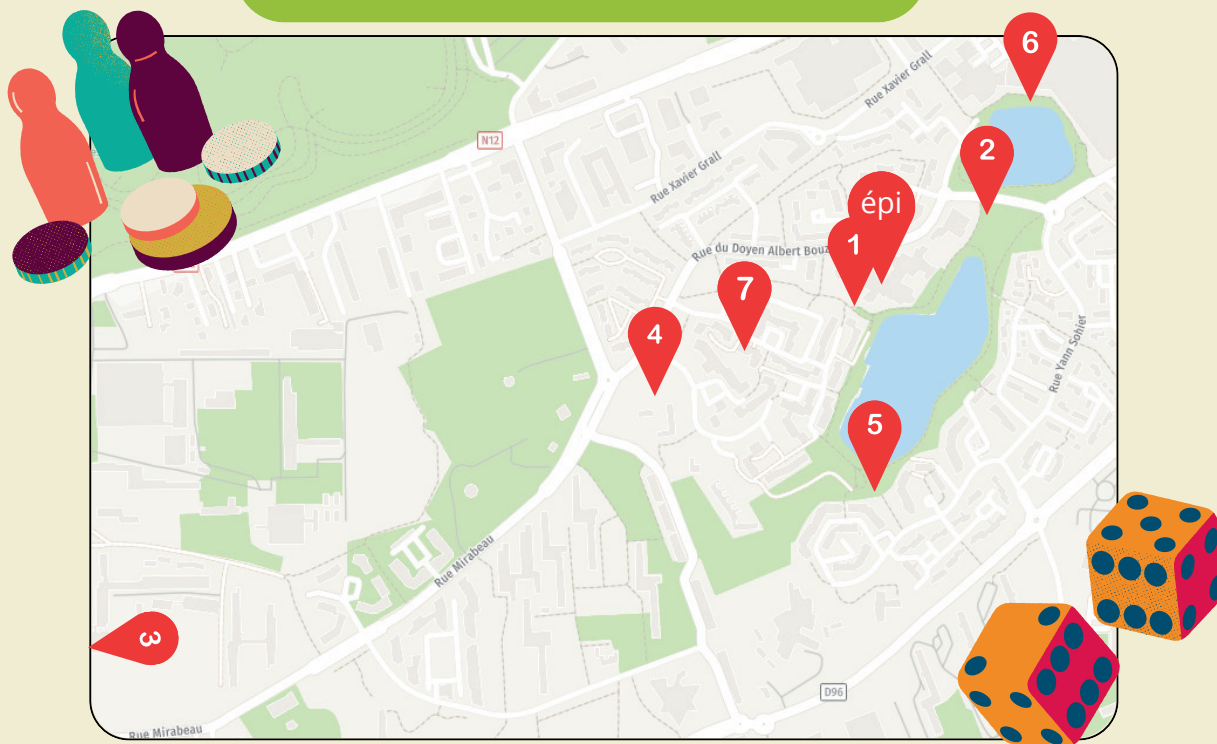 6
Rue Xavier Grall
N12
2
Rue Xavier Grall
épi
1
Rue du Doyen Albert Bouz
7
4
Rue Yann Sohier
5
Rue Mirabeau
3
D96
Rue Mirabeau